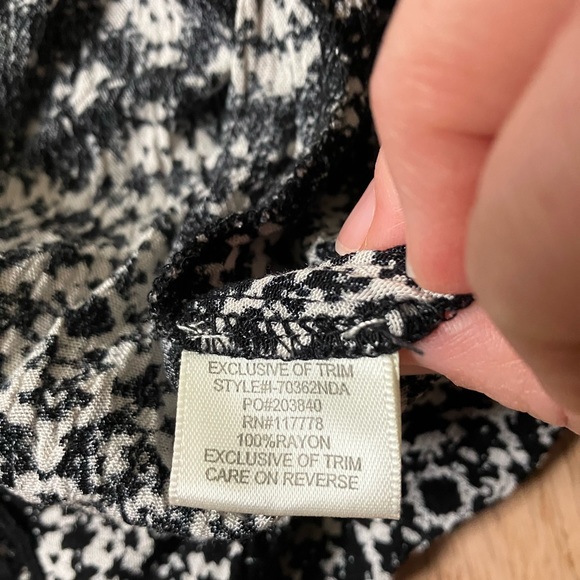 EXCLUSIVE OF TRIM
STYLE#I-70362NDA
PO#203840
RN#117778
100%RAYON
EXCLUSIVE OF TRIM
CARE ON REVERSE